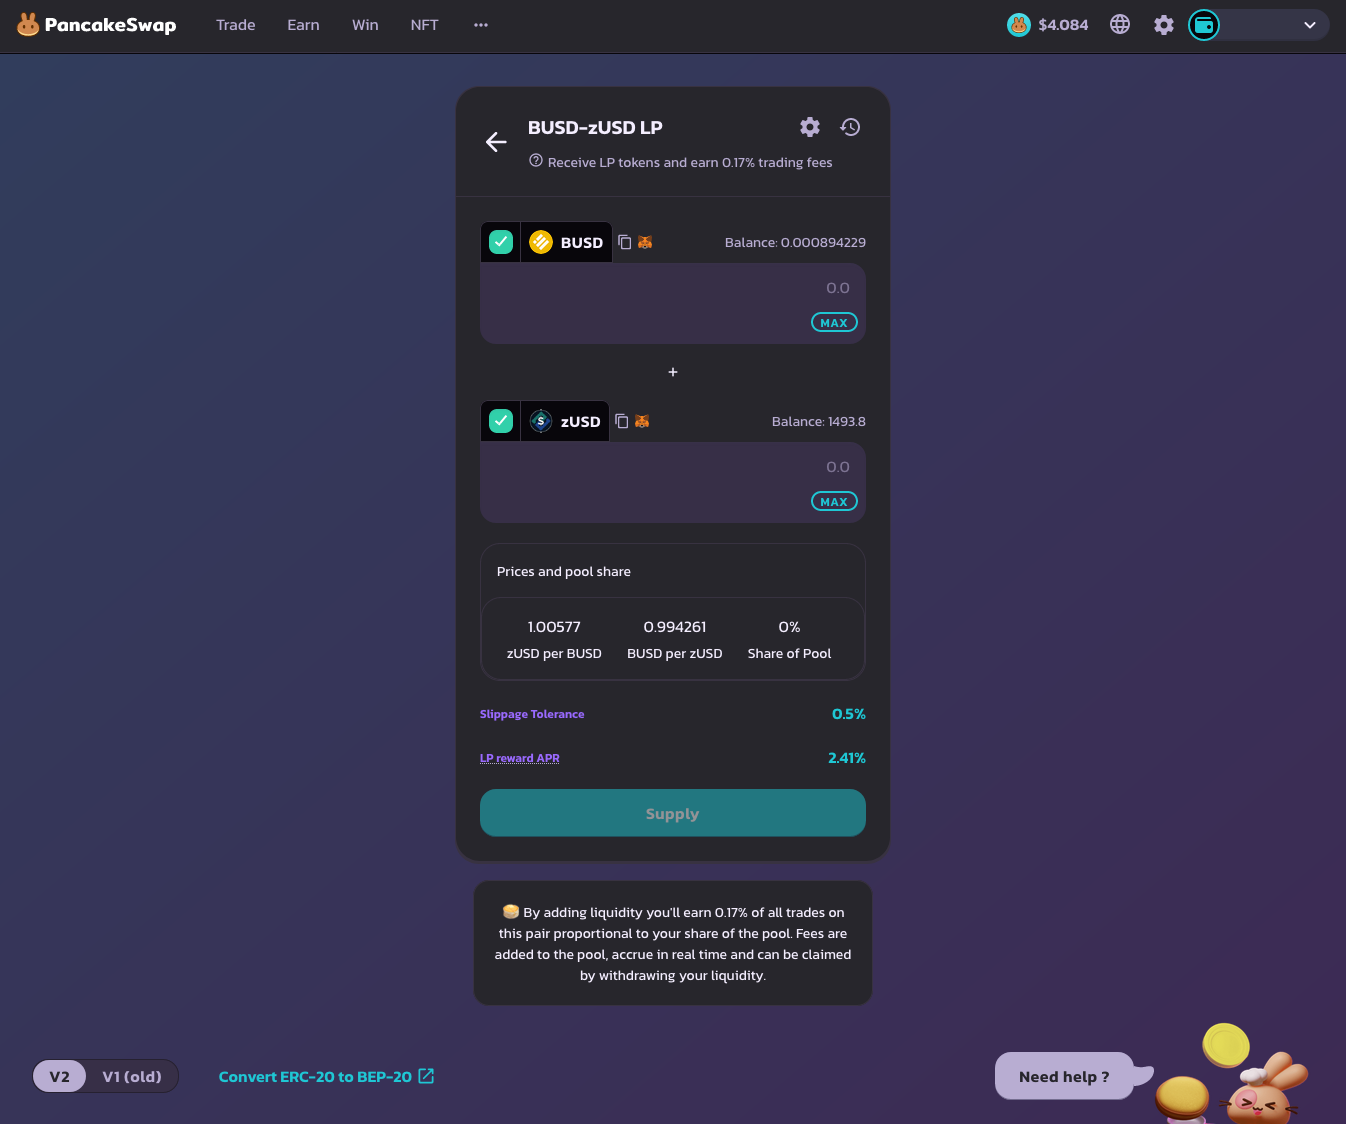 PancakeSwap Trade Earn Win NFT ••• $4.084
BUSD-zUSD LP
Receive LP tokens and earn 0.17% trading fees
BUSD Balance: 0.000894229
0.0
MAX
+
zUSD Balance: 1493.8
0.0
MAX
Prices and pool share
1.00577 0.994261 0%
zUSD per BUSD BUSD per zUSD Share of Pool
Slippage Tolerance 0.5%
LP reward APR 2.41%
Supply
By adding liquidity you'll earn 0.17% of all trades on
this pair proportional to your share of the pool. Fees are
added to the pool, accrue in real time and can be claimed
by withdrawing your liquidity.
V2 V1 (old) Convert ERC-20 to BEP-20 Need help ?